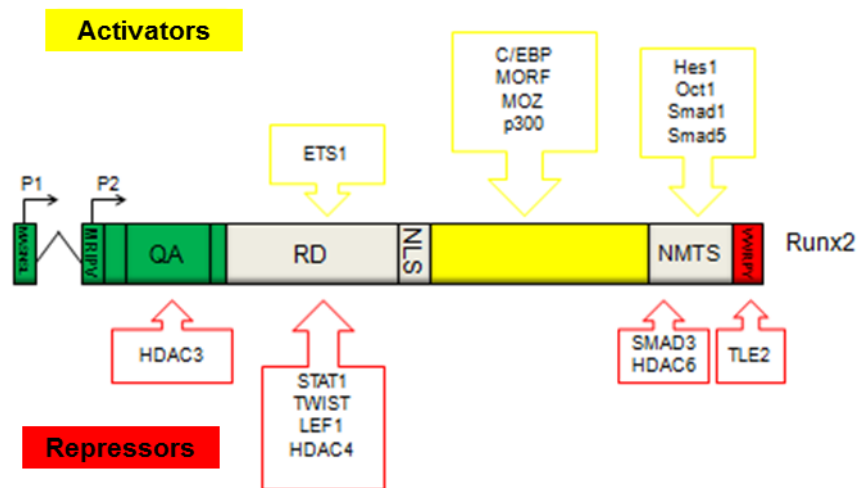 Activators
C/EBP
MORF
MOZ
p300
Hes1
Oct1
Smad1
Smad5
ETS1
P1
P2
MRIPV
QA
RD
NLS
NMTS
VWRPY
Runx2
HDAC3
STAT1
TWIST
LEF1
HDAC4
SMAD3
HDAC6
TLE2
Repressors